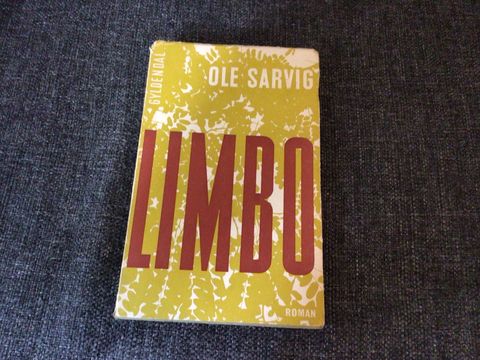 GYLDENDAL
OLE SARVIG
LIMBO
ROMAN